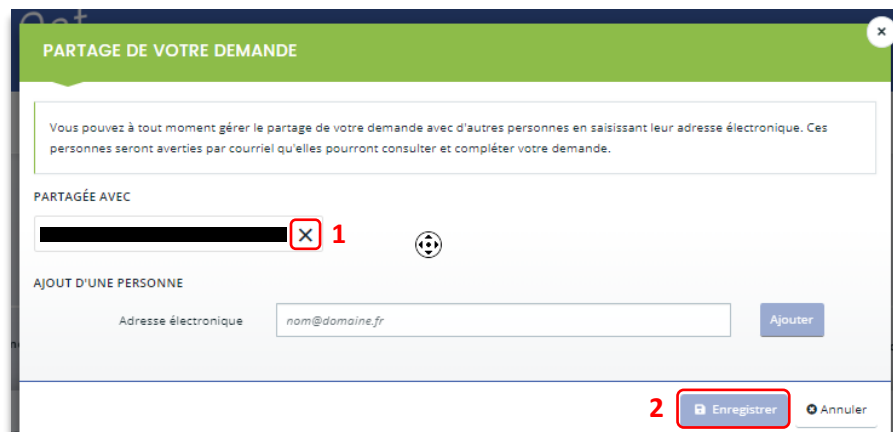 PARTAGE DE VOTRE DEMANDE
Vous pouvez à tout moment gérer le partage de votre demande avec d'autres personnes en saisissant leur adresse électronique. Ces
personnes seront averties par courriel qu'elles pourront consulter et compléter votre demande.
PARTAGÉE AVEC
1
AJOUT D'UNE PERSONNE
Adresse électronique nom@domaine.fr Ajouter
2 Enregistrer Annuler